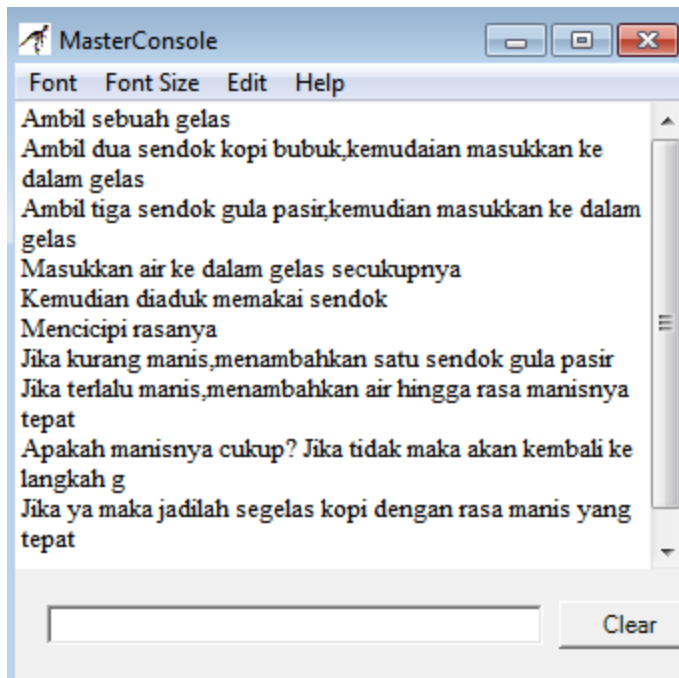 MasterConsole
Font Font Size Edit Help
Ambil sebuah gelas
Ambil dua sendok kopi bubuk,kemudaian masukkan ke
dalam gelas
Ambil tiga sendok gula pasir,kemudian masukkan ke dalam
gelas
Masukkan air ke dalam gelas secukupnya
Kemudian diaduk memakai sendok
Mencicipi rasanya
Jika kurang manis,menambahkan satu sendok gula pasir
Jika terlalu manis,menambahkan air hingga rasa manisnya
tepat
Apakah manisnya cukup? Jika tidak maka akan kembali ke
langkah g
Jika ya maka jadilah segelas kopi dengan rasa manis yang
tepat
Clear